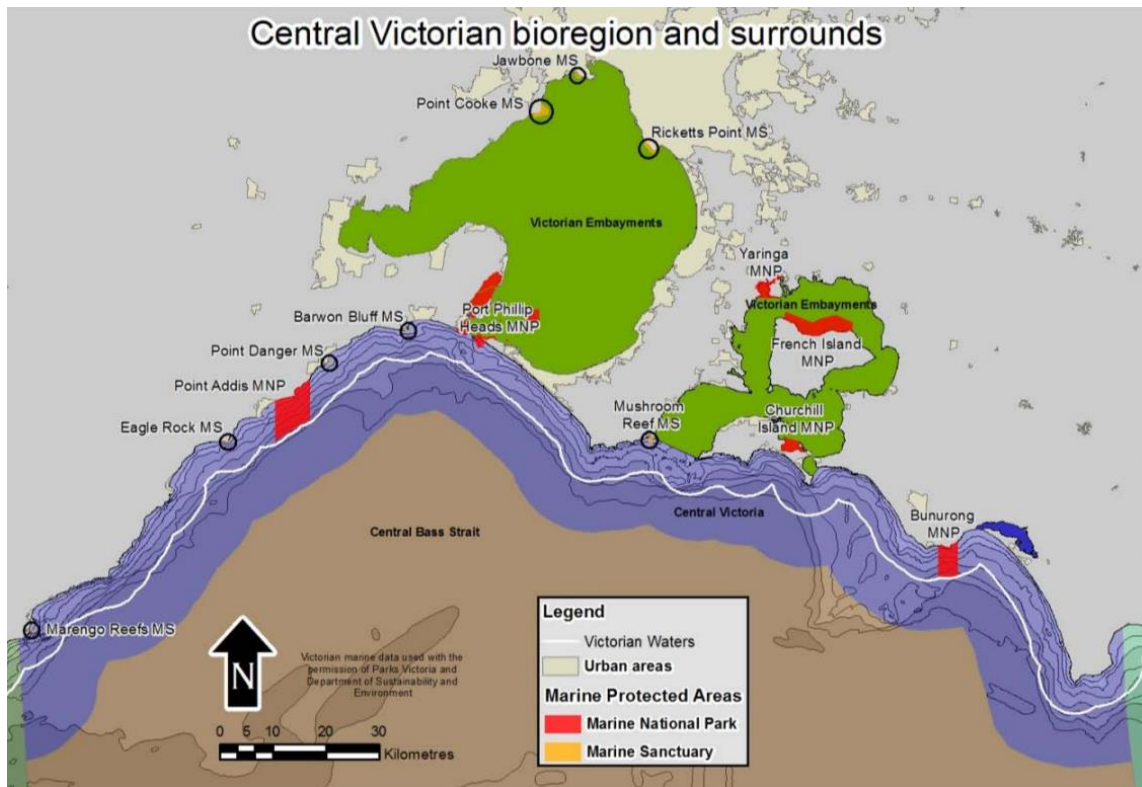 Central Victorian bioregion and surrounds
Jawbone MS
Point Cooke MS
Ricketts Point MS
Victorian Embayments
Yaringa
MNP
Victorian Embayments
Port Phillip
Heads MNP
Barwon Bluff MS
French Island
MNP
Point Danger MS
Point Addis MNP
Mushroom
Reef MS
Churchill
Island MNP
Eagle Rock MS
Central Victoria
Bunurong
MNP
Central Bass Strait
Marengo Reefs MS
N
Victorian marine data used with the
permission of Parks Victoria and
Department of Sustainability and
Environment
0 5 10 20 30
Kilometres
Legend
Victorian Waters
Urban areas
Marine Protected Areas
Marine National Park
Marine Sanctuary